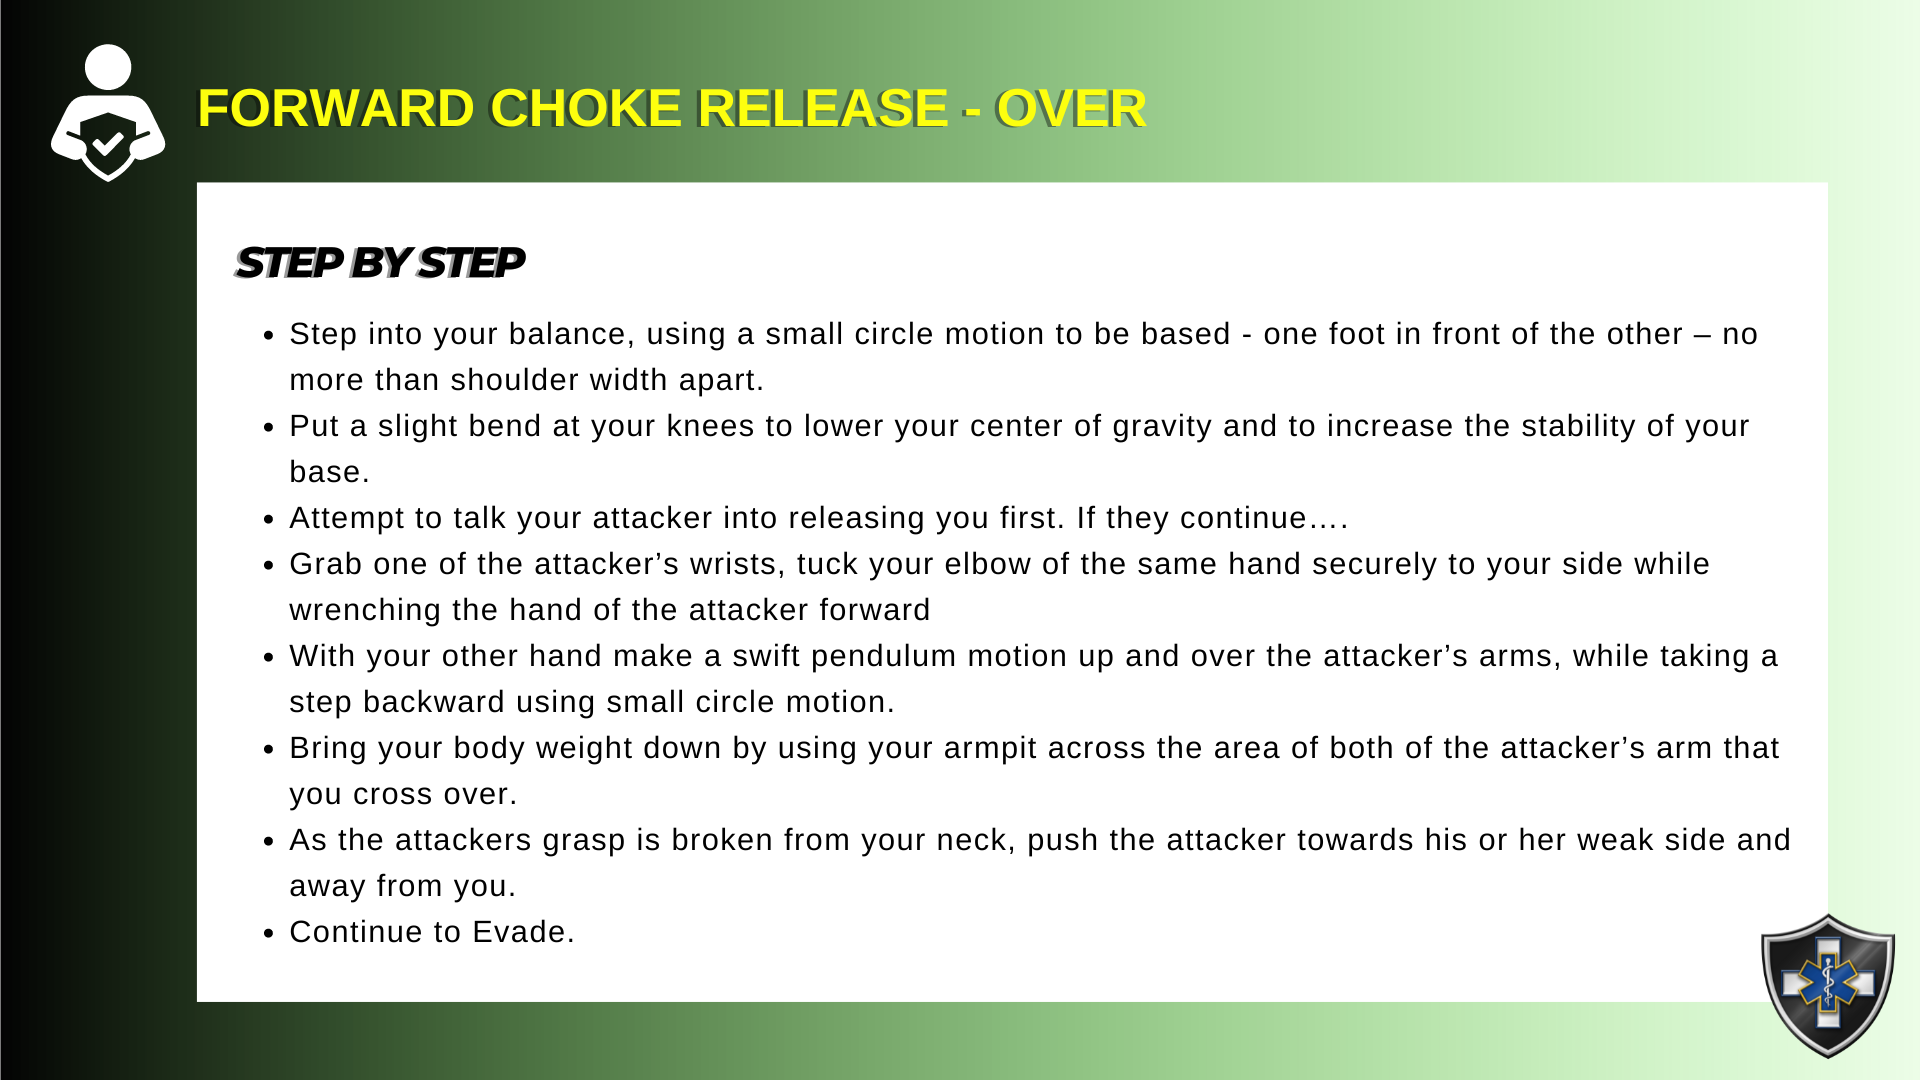 FORWARD CHOKE RELEASE - OVER
STEP BY STEP
• Step into your balance, using a small circle motion to be based - one foot in front of the other – no
more than shoulder width apart.
• Put a slight bend at your knees to lower your center of gravity and to increase the stability of your
base.
• Attempt to talk your attacker into releasing you first. If they continue….
• Grab one of the attacker’s wrists, tuck your elbow of the same hand securely to your side while
wrenching the hand of the attacker forward
• With your other hand make a swift pendulum motion up and over the attacker’s arms, while taking a
step backward using small circle motion.
• Bring your body weight down by using your armpit across the area of both of the attacker’s arm that
you cross over.
• As the attackers grasp is broken from your neck, push the attacker towards his or her weak side and
away from you.
• Continue to Evade.